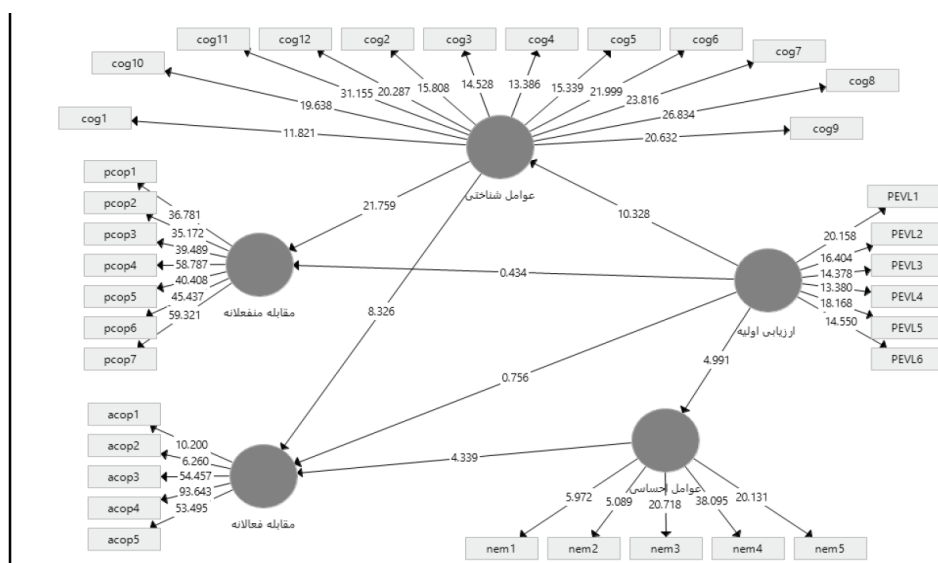 cog11
cog12
cog2
cog3
cog4
cog5
cog6
cog7
cog10
cog8
cog1
cog9
31.155
20.287
15.808
14.528
13.386
15.339
21.999
23.816
26.834
20.632
19.638
11.821
عوامل شناختی
pcop1
pcop2
pcop3
pcop4
pcop5
pcop6
pcop7
36.781
35.172
39.489
58.787
40.408
45.437
59.321
مقابله منفعلانه
21.759
10.328
0.434
8.326
0.756
4.991
4.339
PEVL1
PEVL2
PEVL3
PEVL4
PEVL5
PEVL6
20.158
16.404
14.378
13.380
18.168
14.550
ارزیابی اولیه
acop1
acop2
acop3
acop4
acop5
10.200
6.260
54.457
93.643
53.495
مقابله فعالانه
عوامل احساسی
5.972
5.089
20.718
38.095
20.131
nem1
nem2
nem3
nem4
nem5